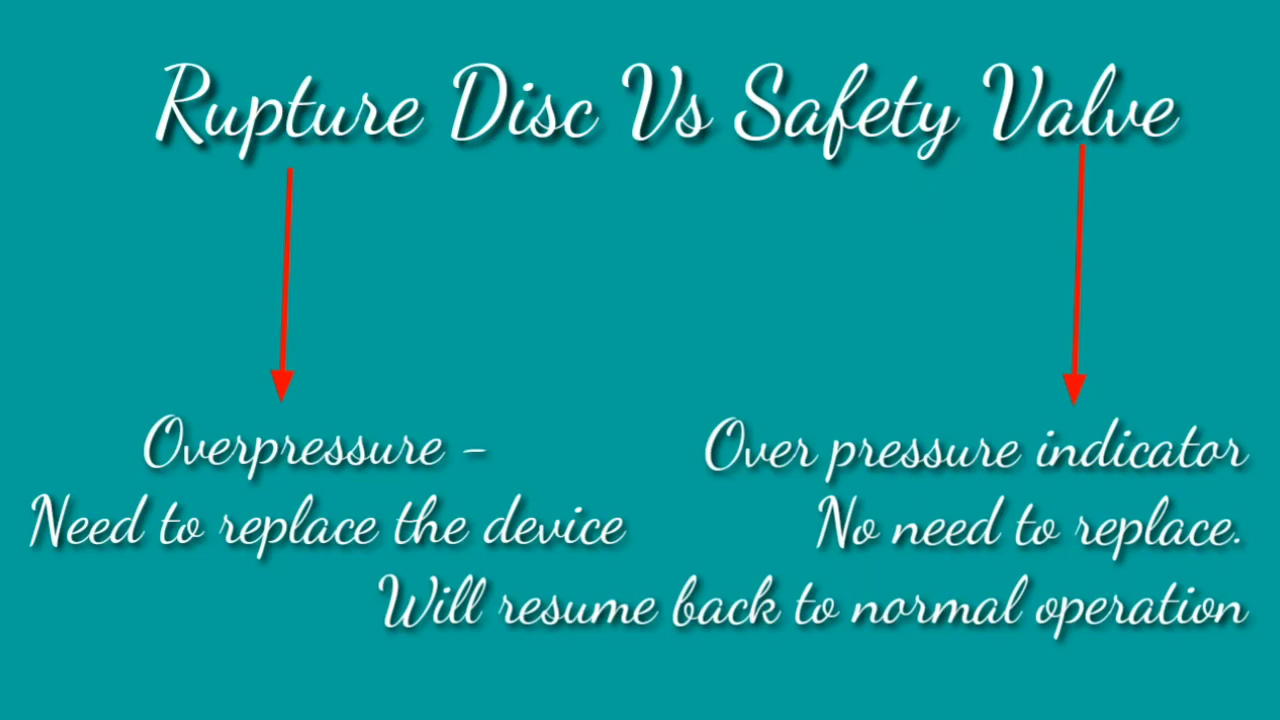 Rupture Disc Vs Safety Valve
Overpressure -
Need to replace the device
Over pressure indicator
No need to replace.
Will resume back to normal operation